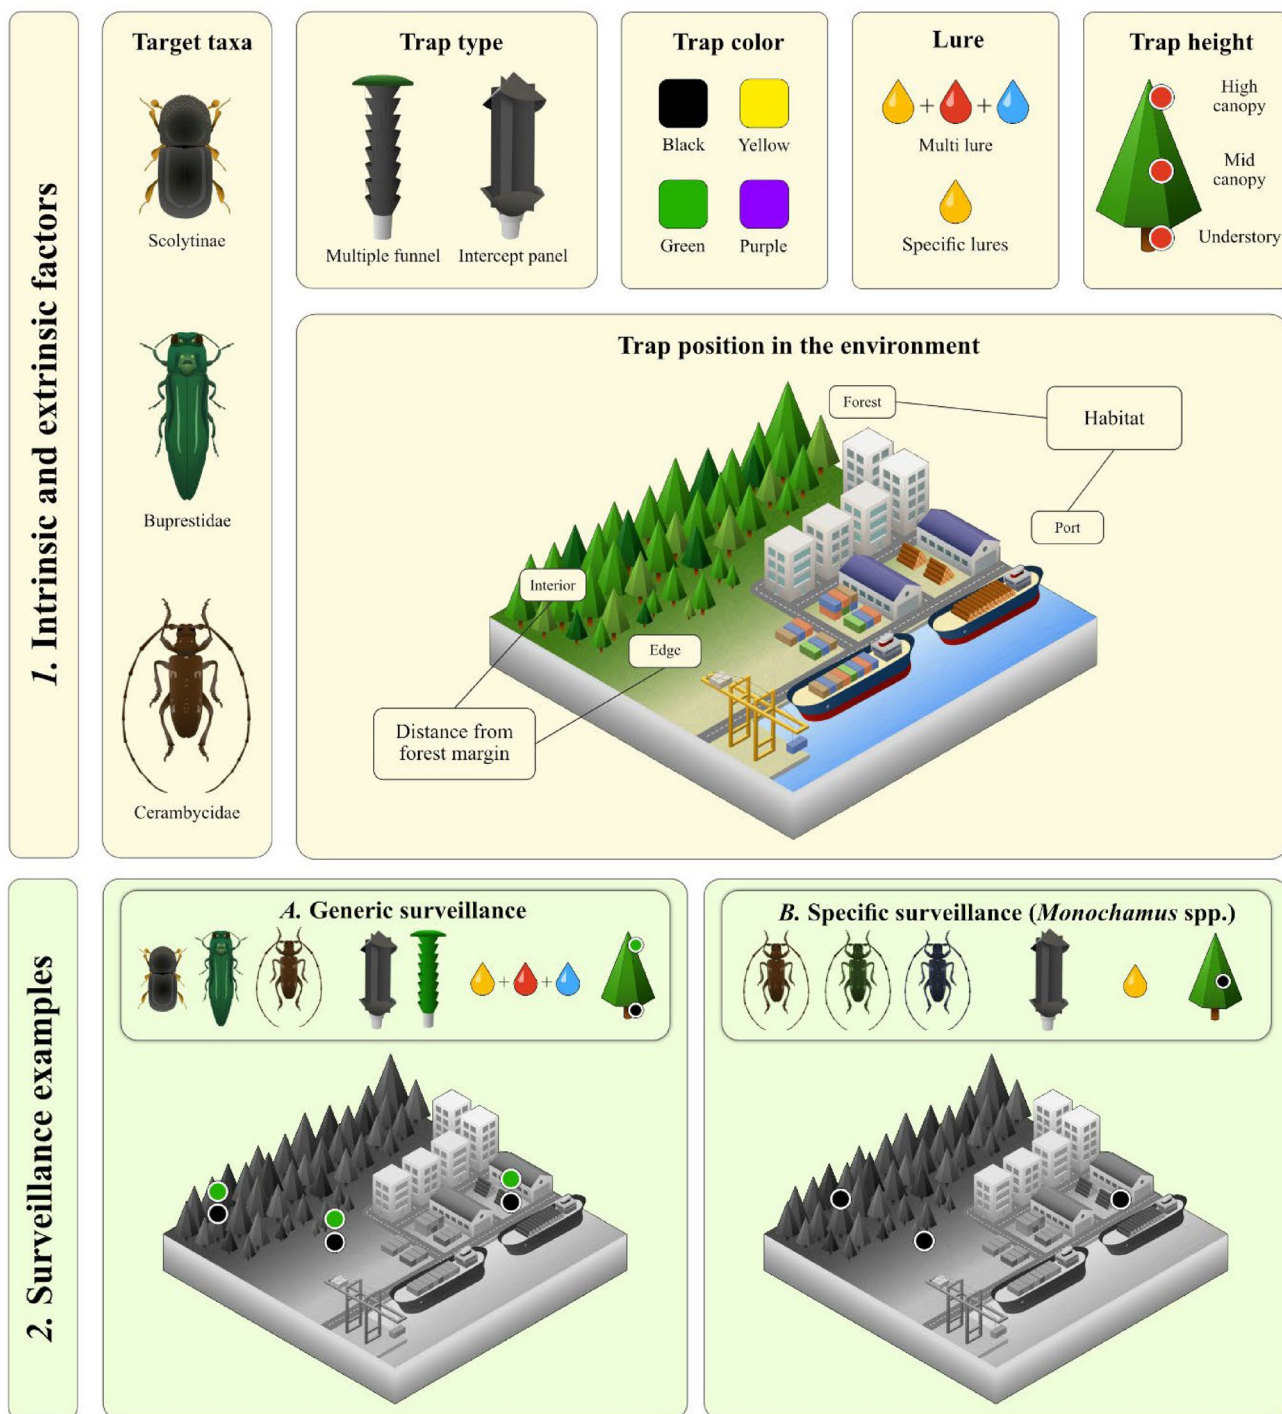 1. Intrinsic and extrinsic factors
Target taxa
Scolytinae
Buprestidae
Cerambycidae
Trap type
Multiple funnel
Intercept panel
Trap color
Black
Yellow
Green
Purple
Lure
+
+
Multi lure
Specific lures
Trap height
High
canopy
Mid
canopy
Understory
Trap position in the environment
Forest
Habitat
Port
Interior
Edge
Distance from
forest margin
2. Surveillance examples
A. Generic surveillance
+
+
B. Specific surveillance (Monochamus spp.)